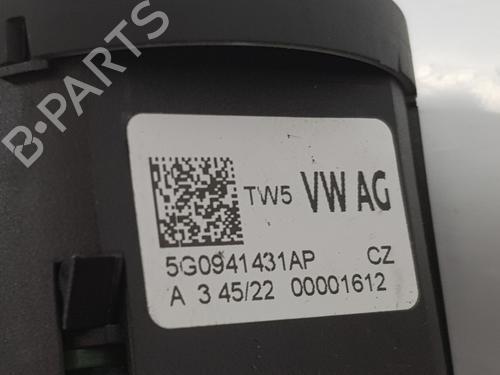 B-PARTS
TW5 VW AG
5G0941431AP CZ
A 3 45/22 00001612